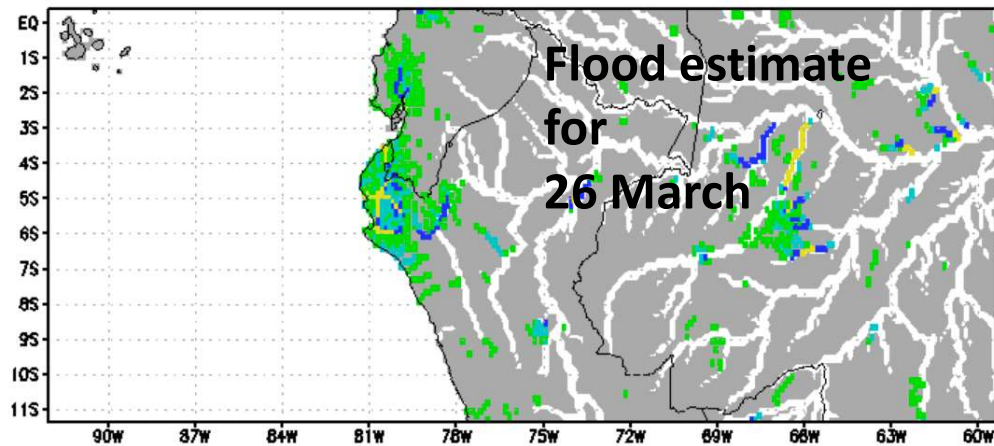 EQ
1S
2S
3S
4S
5S
6S
7S
8S
9S
10S
11S
Flood estimate
for
26 March
90W 87W 84W 81W 78W 75W 72W 69W 66W 63W 60W